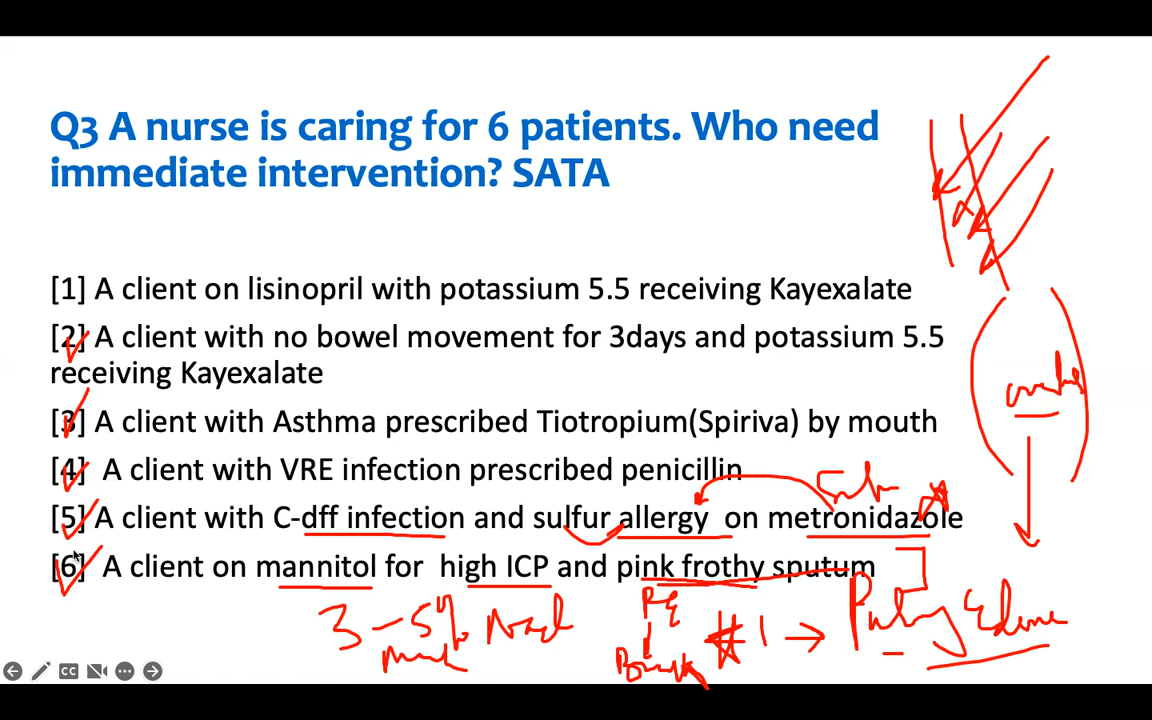 Q3 A nurse is caring for 6 patients. Who need
immediate intervention? SATA
[1] A client on lisinopril with potassium 5.5 receiving Kayexalate
[2] A client with no bowel movement for 3days and potassium 5.5
receiving Kayexalate
[3] A client with Asthma prescribed Tiotropium(Spiriva) by mouth
[4] A client with VRE infection prescribed penicillin
[5] A client with C-dff infection and sulfur allergy on metronidazole
[6] A client on mannitol for high ICP and pink frothy sputum
3-5% Nacl
PE
#1 → Edema
CC